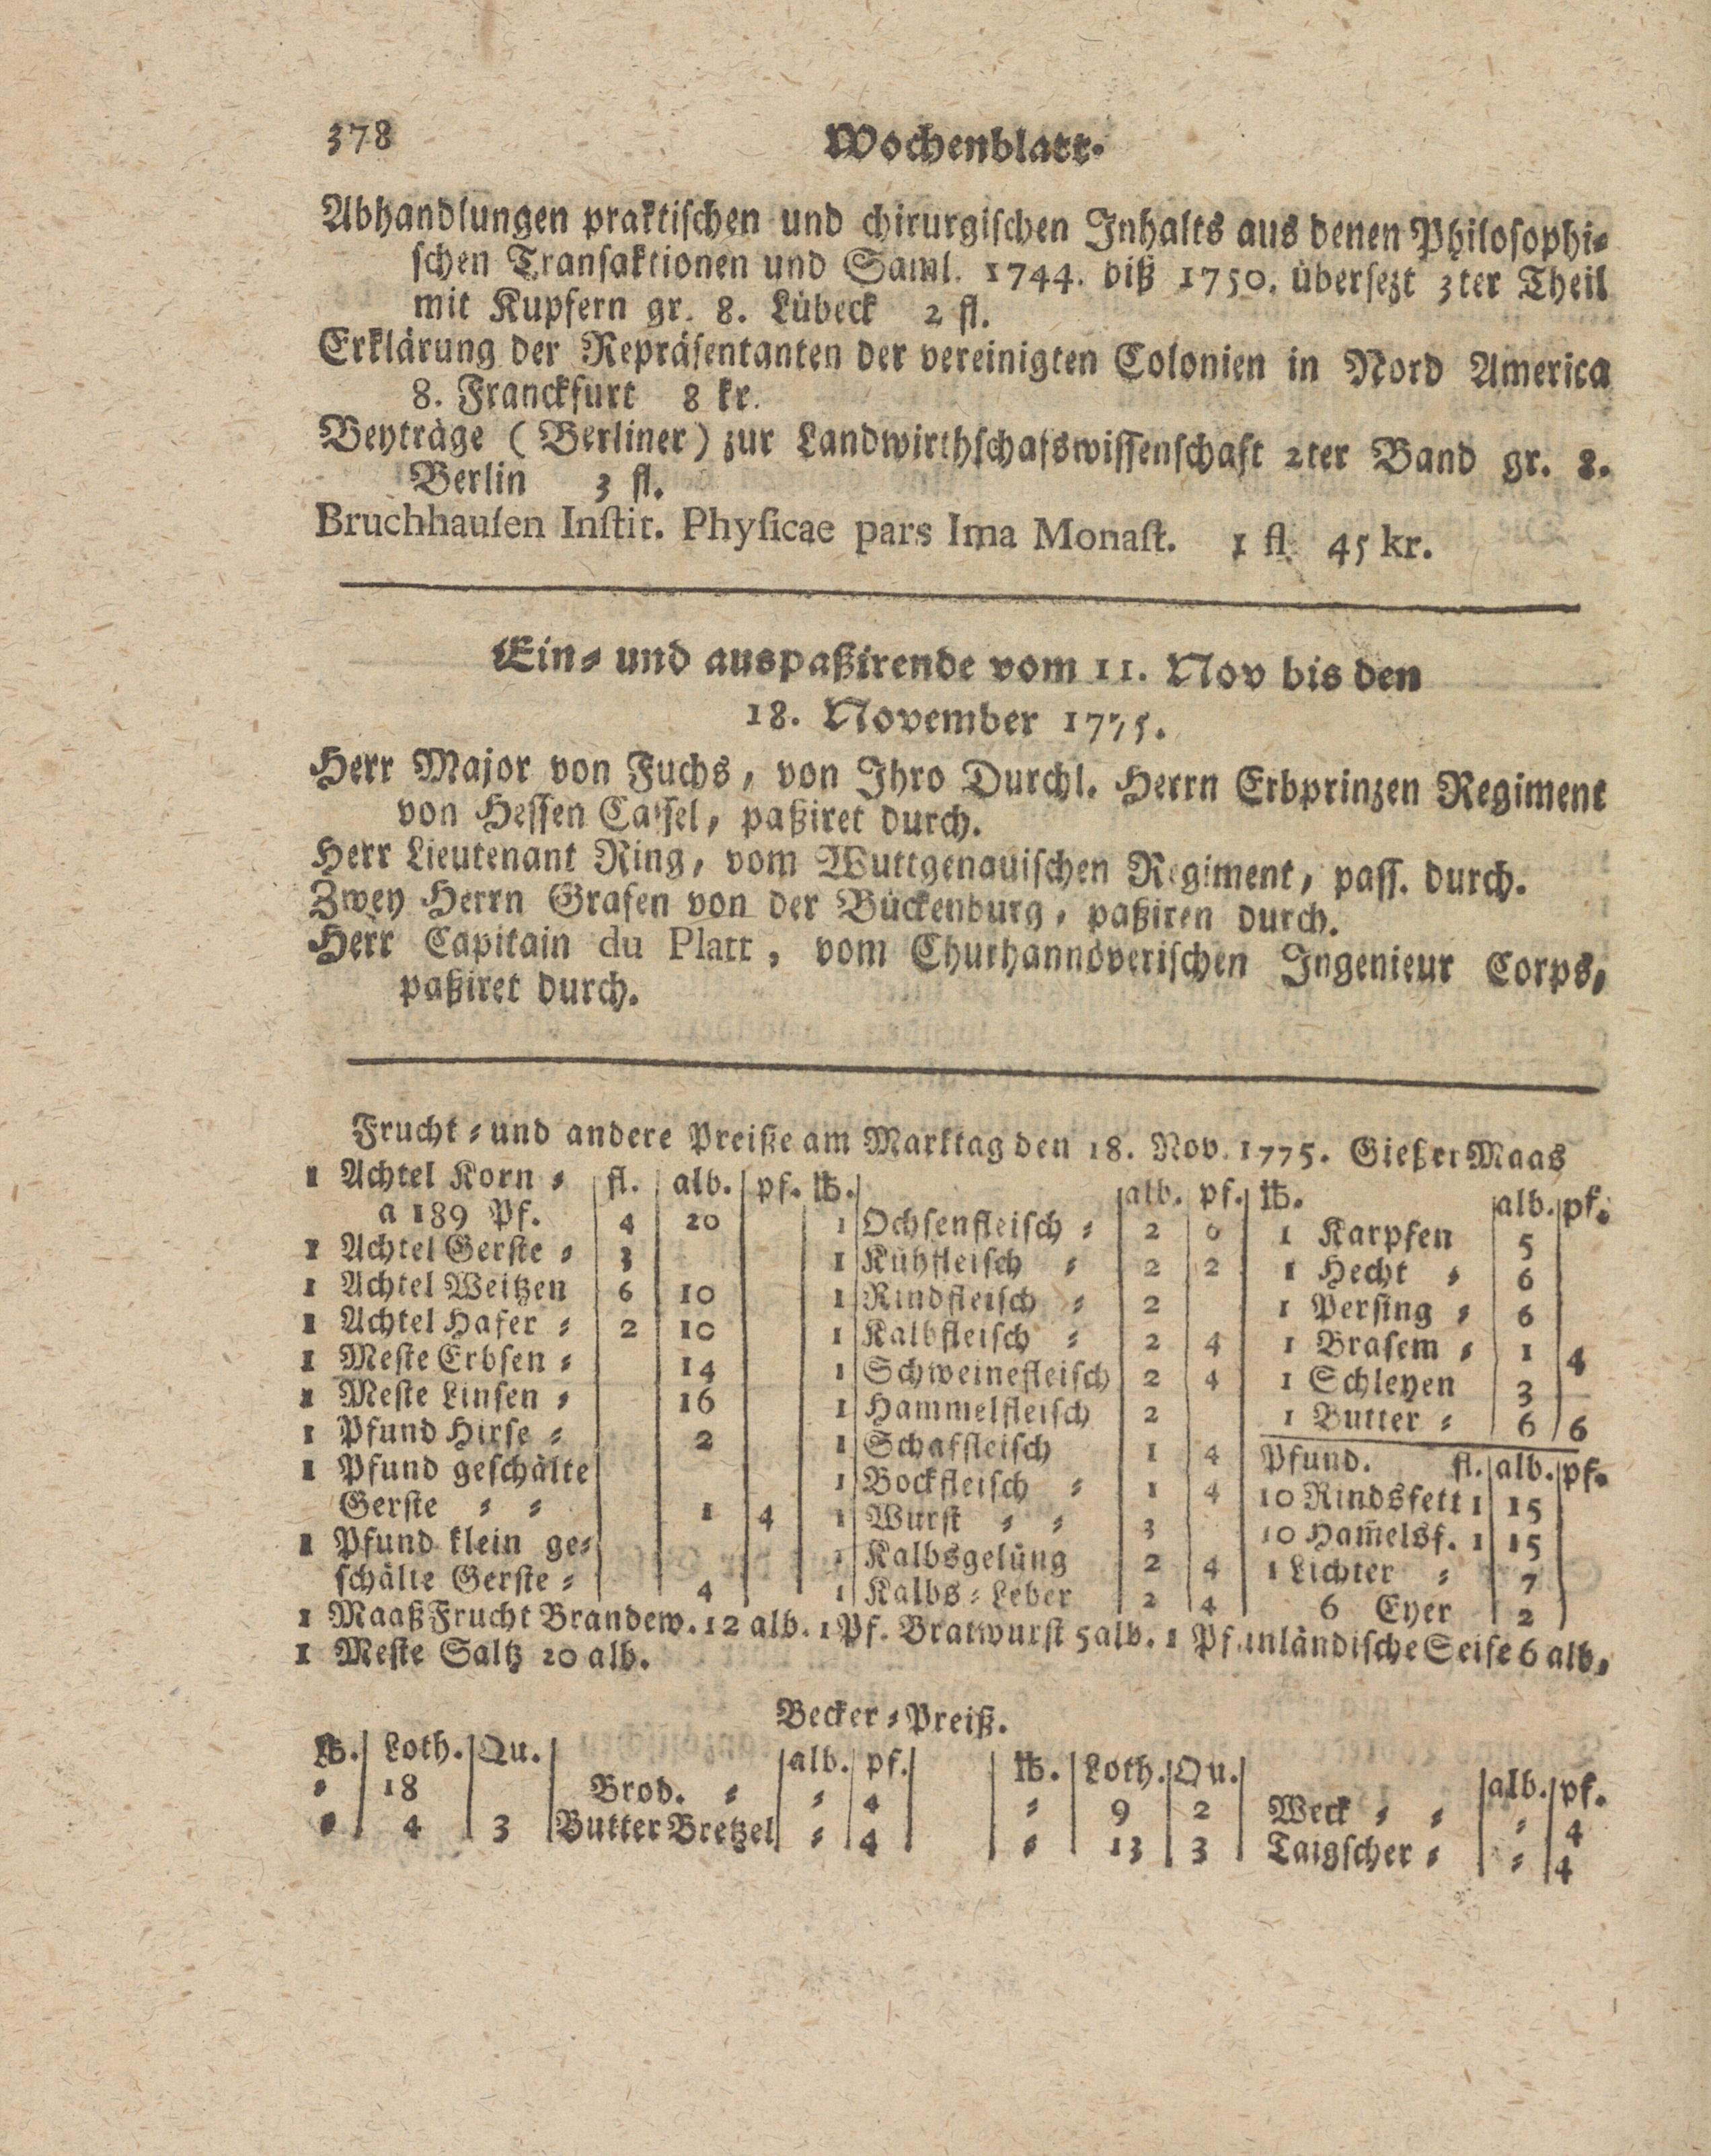 378 Wochenblatt.
Abhandlungen praktischen und chirurgischen Inhalts aus denen Philosophi-
schen Transaktionen und Saml. 1744. biß 1750. übersezt 3ter Theil
mit Kupfern gr. 8. Lübeck 2 fl.
Erklärung der Repräsentanten der vereinigten Colonien in Nord America
8. Franckfurt 8 kr.
Beyträge (Berliner) zur Landwirthschafswissenschaft 2ter Band gr. 8.
Berlin 3 fl.
Bruchhausen Instit. Physicae pars Ima Monast. 1 fl. 45 kr.
Ein- und auspaßirende vom 11. Nov bis den
18. November 1775.
Herr Major von Fuchs, von Ihro Durchl. Herrn Erbprinzen Regiment
von Hessen Cassel, paßiret durch.
Herr Lieutenant Ring, vom Wuttgenauischen Regiment, pass. durch.
Zwey Herrn Grafen von der Bückenburg, paßiren durch.
Herr Capitain du Platt, vom Churhannöverischen Ingenieur Corps,
paßiret durch.
Frucht- und andere Preiße am Marktag den 18. Nov. 1775. Gießer Maas
1 Achtel Korn - fl. alb. pf. ℔. alb. pf. ℔. alb. pf.
a 189 Pf. 4 20 1 Ochsenfleisch - 2 6 1 Karpfen 5
1 Achtel Gerste - 3 1 Kühfleisch - 2 2 1 Hecht - 6
1 Achtel Weitzen 6 10 1 Rindfleisch - 2 1 Persing - 6
1 Achtel Hafer - 2 10 1 Kalbfleisch - 2 4 1 Brasem - 1 4
1 Meste Erbsen - 14 1 Schweinefleisch 2 4 1 Schleyen 3
1 Meste Linsen - 16 1 Hammelfleisch 2 1 Butter - 6 6
1 Pfund Hirse - 2 1 Schaffleisch 1 4 Pfund. fl. alb. pf.
1 Pfund geschälte 1 Bockfleisch - 1 4 10 Rindsfett 1 15
Gerste - - 1 4 1 Wurst - - 3 10 Ham̄elsf. 1 15
1 Pfund klein ge- 1 Kalbsgelüng 2 4 1 Lichter - 7
schälte Gerste - 4 1 Kalbs-Leber 2 4 6 Eyer 2
1 Maaß Frucht Brandew. 12 alb. 1 Pf. Bratwurst 5 alb. 1 Pf. inländische Seife 6 alb,
1 Meste Saltz 20 alb.
Becker-Preiß.
℔. Loth. Qu. alb. pf. ℔. Loth. Qu. alb. pf.
- 18 Brod. - - 4 - 9 2 Weck - - - 4
- 4 3 Butter Bretzel - 4 - 13 3 Taigscher - - 4